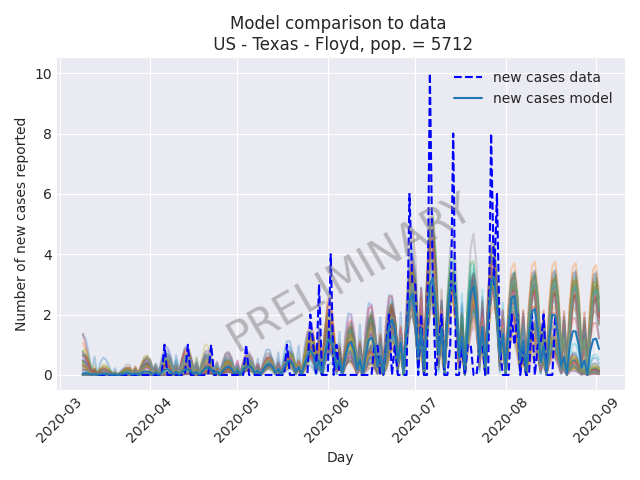 Model comparison to data
US - Texas - Floyd, pop. = 5712
Number of new cases reported
10
8
6
4
2
0
new cases data
new cases model
PRELIMINARY
2020-03
2020-04
2020-05
2020-06
2020-07
2020-08
2020-09
Day